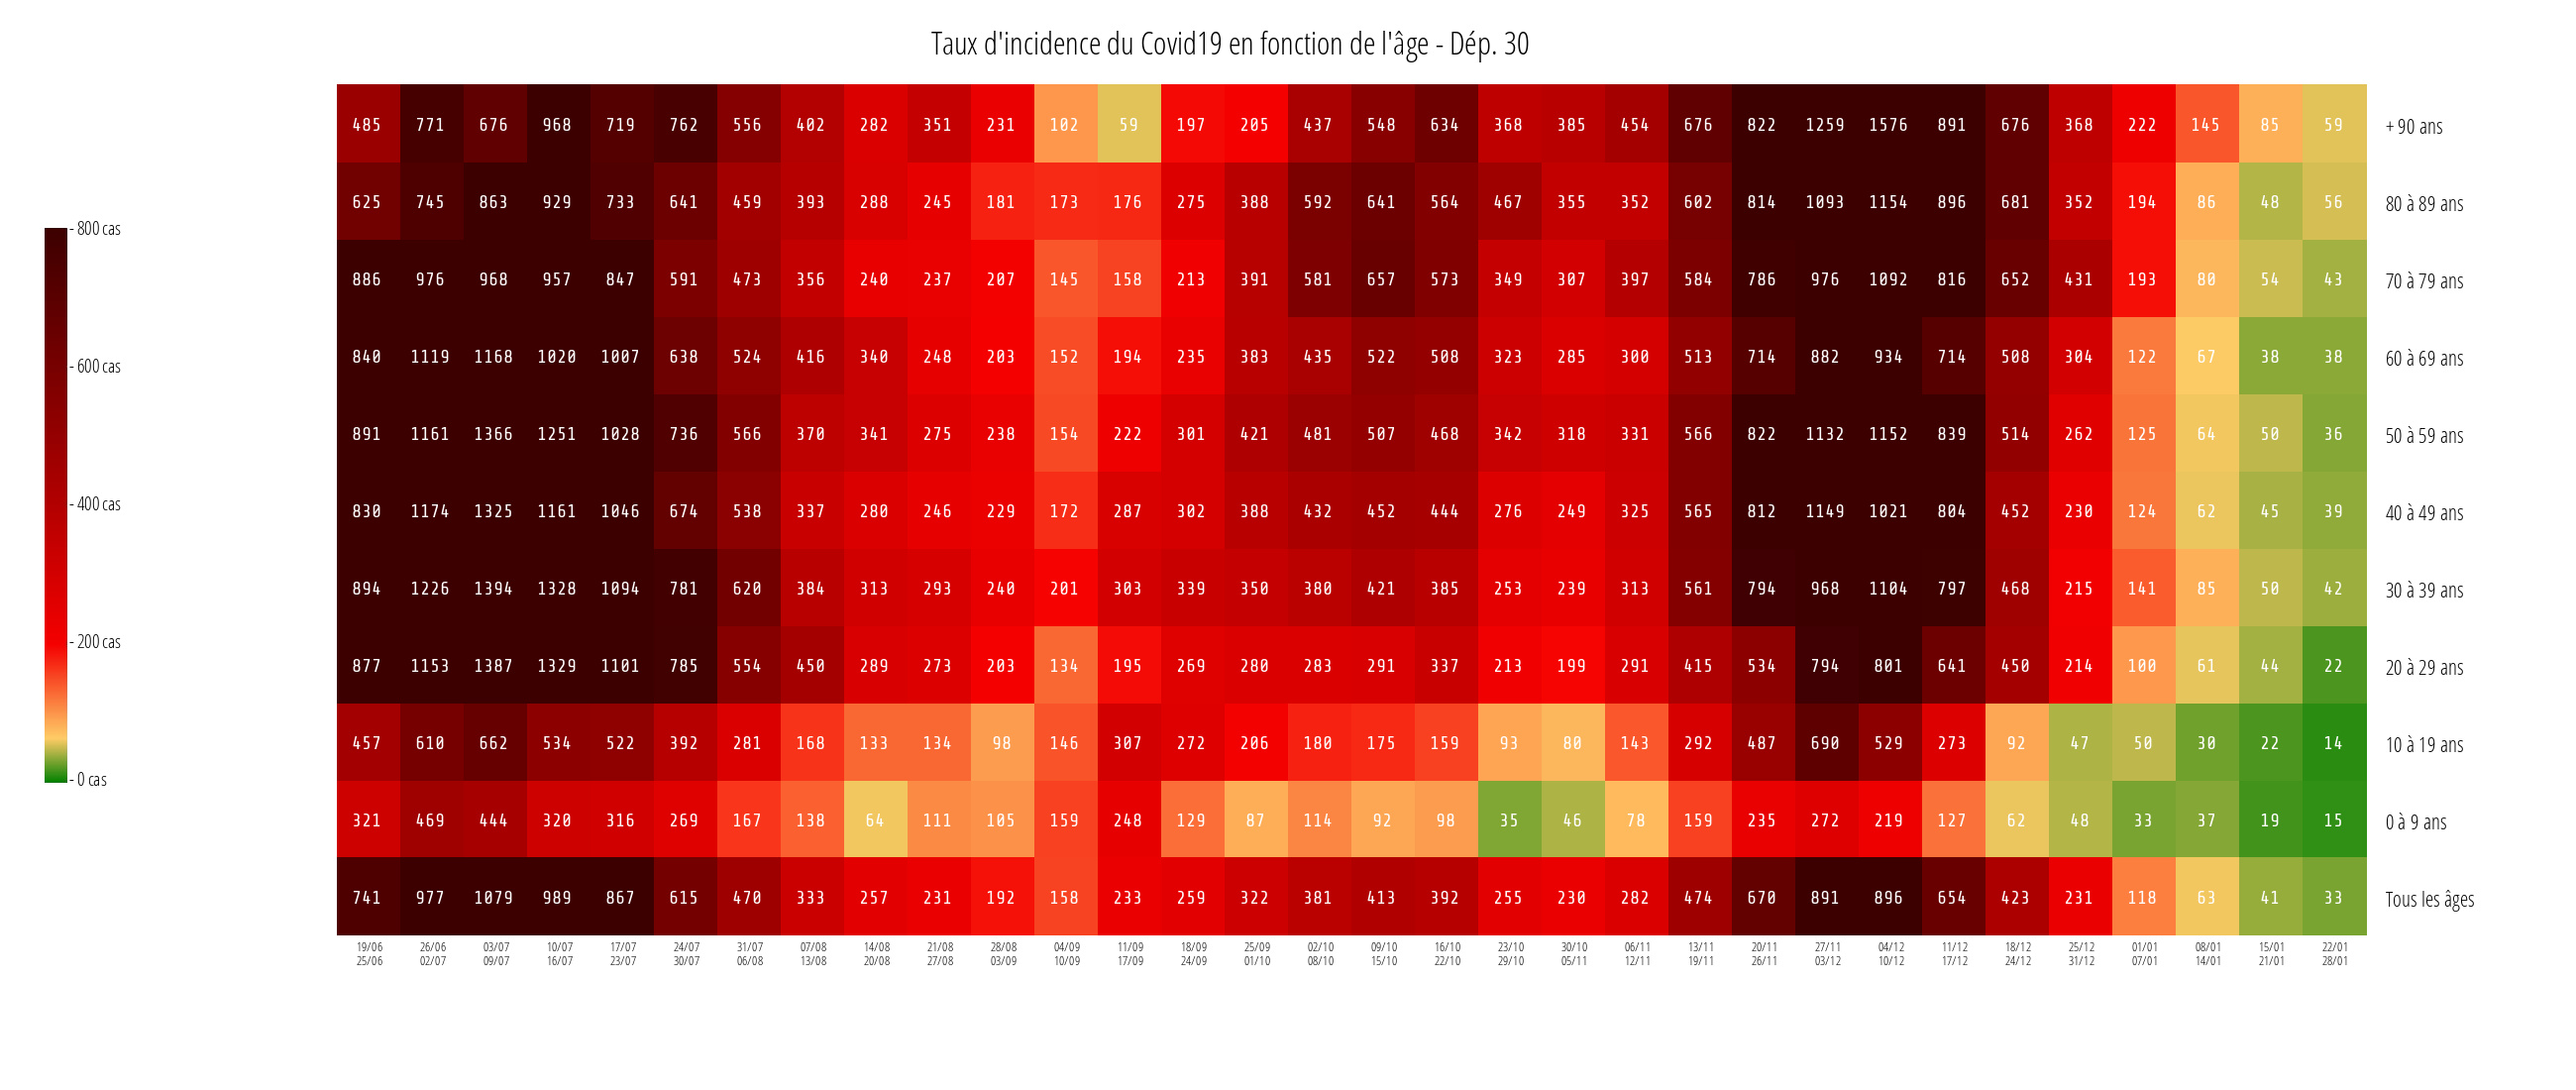 Taux d'incidence du Covid19 en fonction de l'âge - Dép. 30
485 771 676 968 719 762 556 402 282 351 231 102 59 197 205 437 548 634 368 385 454 676 822 1259 1576 891 676 368 222 145 85 59 + 90 ans
625 745 863 929 733 641 459 393 288 245 181 173 176 275 388 592 641 564 467 355 352 602 814 1093 1154 896 681 352 194 86 48 56 80 à 89 ans
- 800 cas
886 976 968 957 847 591 473 356 240 237 207 145 158 213 391 581 657 573 349 307 397 584 786 976 1092 816 652 431 193 80 54 43 70 à 79 ans
840 1119 1168 1020 1007 638 524 416 340 248 203 152 194 235 383 435 522 508 323 285 300 513 714 882 934 714 508 304 122 67 38 38 60 à 69 ans
- 600 cas
891 1161 1366 1251 1028 736 566 370 341 275 238 154 222 301 421 481 507 468 342 318 331 566 822 1132 1152 839 514 262 125 64 50 36 50 à 59 ans
- 400 cas
830 1174 1325 1161 1046 674 538 337 280 246 229 172 287 302 388 432 452 444 276 249 325 565 812 1149 1021 804 452 230 124 62 45 39 40 à 49 ans
894 1226 1394 1328 1094 781 620 384 313 293 240 201 303 339 350 380 421 385 253 239 313 561 794 968 1104 797 468 215 141 85 50 42 30 à 39 ans
- 200 cas
877 1153 1387 1329 1101 785 554 450 289 273 203 134 195 269 280 283 291 337 213 199 291 415 534 794 801 641 450 214 100 61 44 22 20 à 29 ans
457 610 662 534 522 392 281 168 133 134 98 146 307 272 206 180 175 159 93 80 143 292 487 690 529 273 92 47 50 30 22 14 10 à 19 ans
- 0 cas
321 469 444 320 316 269 167 138 64 111 105 159 248 129 87 114 92 98 35 46 78 159 235 272 219 127 62 48 33 37 19 15 0 à 9 ans
741 977 1079 989 867 615 470 333 257 231 192 158 233 259 322 381 413 392 255 230 282 474 670 891 896 654 423 231 118 63 41 33 Tous les âges
19/06 26/06 03/07 10/07 17/07 24/07 31/07 07/08 14/08 21/08 28/08 04/09 11/09 18/09 25/09 02/10 09/10 16/10 23/10 30/10 06/11 13/11 20/11 27/11 04/12 11/12 18/12 25/12 01/01 08/01 15/01 22/01
25/06 02/07 09/07 16/07 23/07 30/07 06/08 13/08 20/08 27/08 03/09 10/09 17/09 24/09 01/10 08/10 15/10 22/10 29/10 05/11 12/11 19/11 26/11 03/12 10/12 17/12 24/12 31/12 07/01 14/01 21/01 28/01